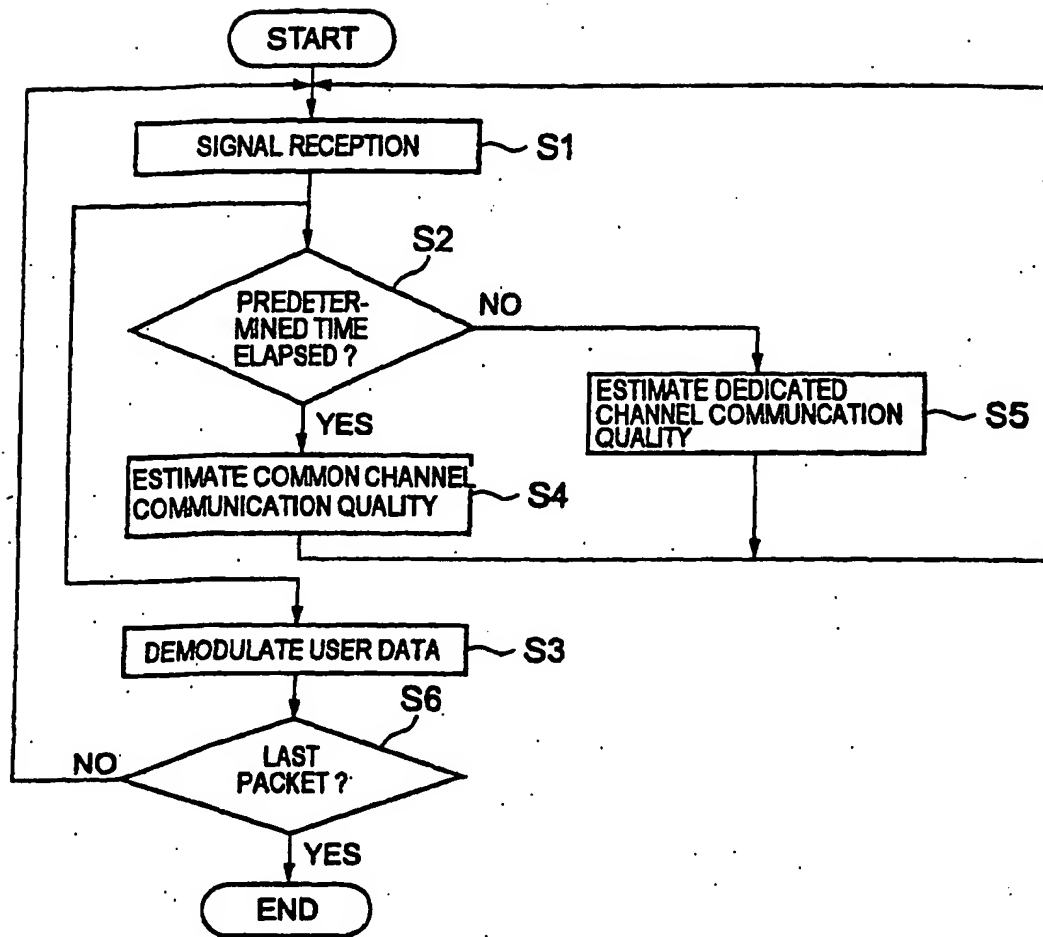 START
SIGNAL RECEPTION
S1
S2
PREDETER-
MINED TIME
ELAPSED ?
NO
YES
ESTIMATE DEDICATED
CHANNEL COMMUNCATION
QUALITY
S5
ESTIMATE COMMON CHANNEL
COMMUNICATION QUALITY
S4
DEMODULATE USER DATA
S3
S6
LAST
PACKET ?
NO
YES
END